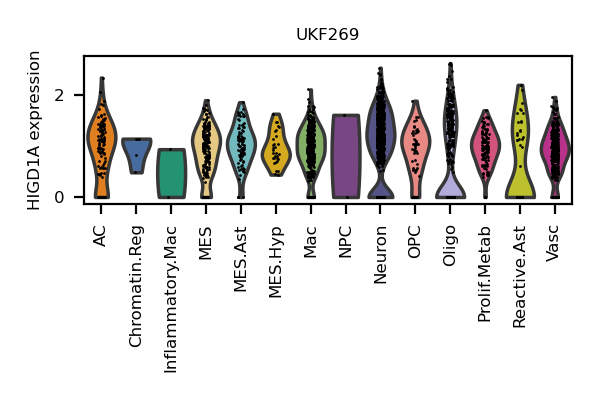 UKF269
HIGD1A expression
2
0
AC
Chromatin.Reg
Inflammatory.Mac
MES
MES.Ast
MES.Hyp
Mac
NPC
Neuron
OPC
Oligo
Prolif.Metab
Reactive.Ast
Vasc